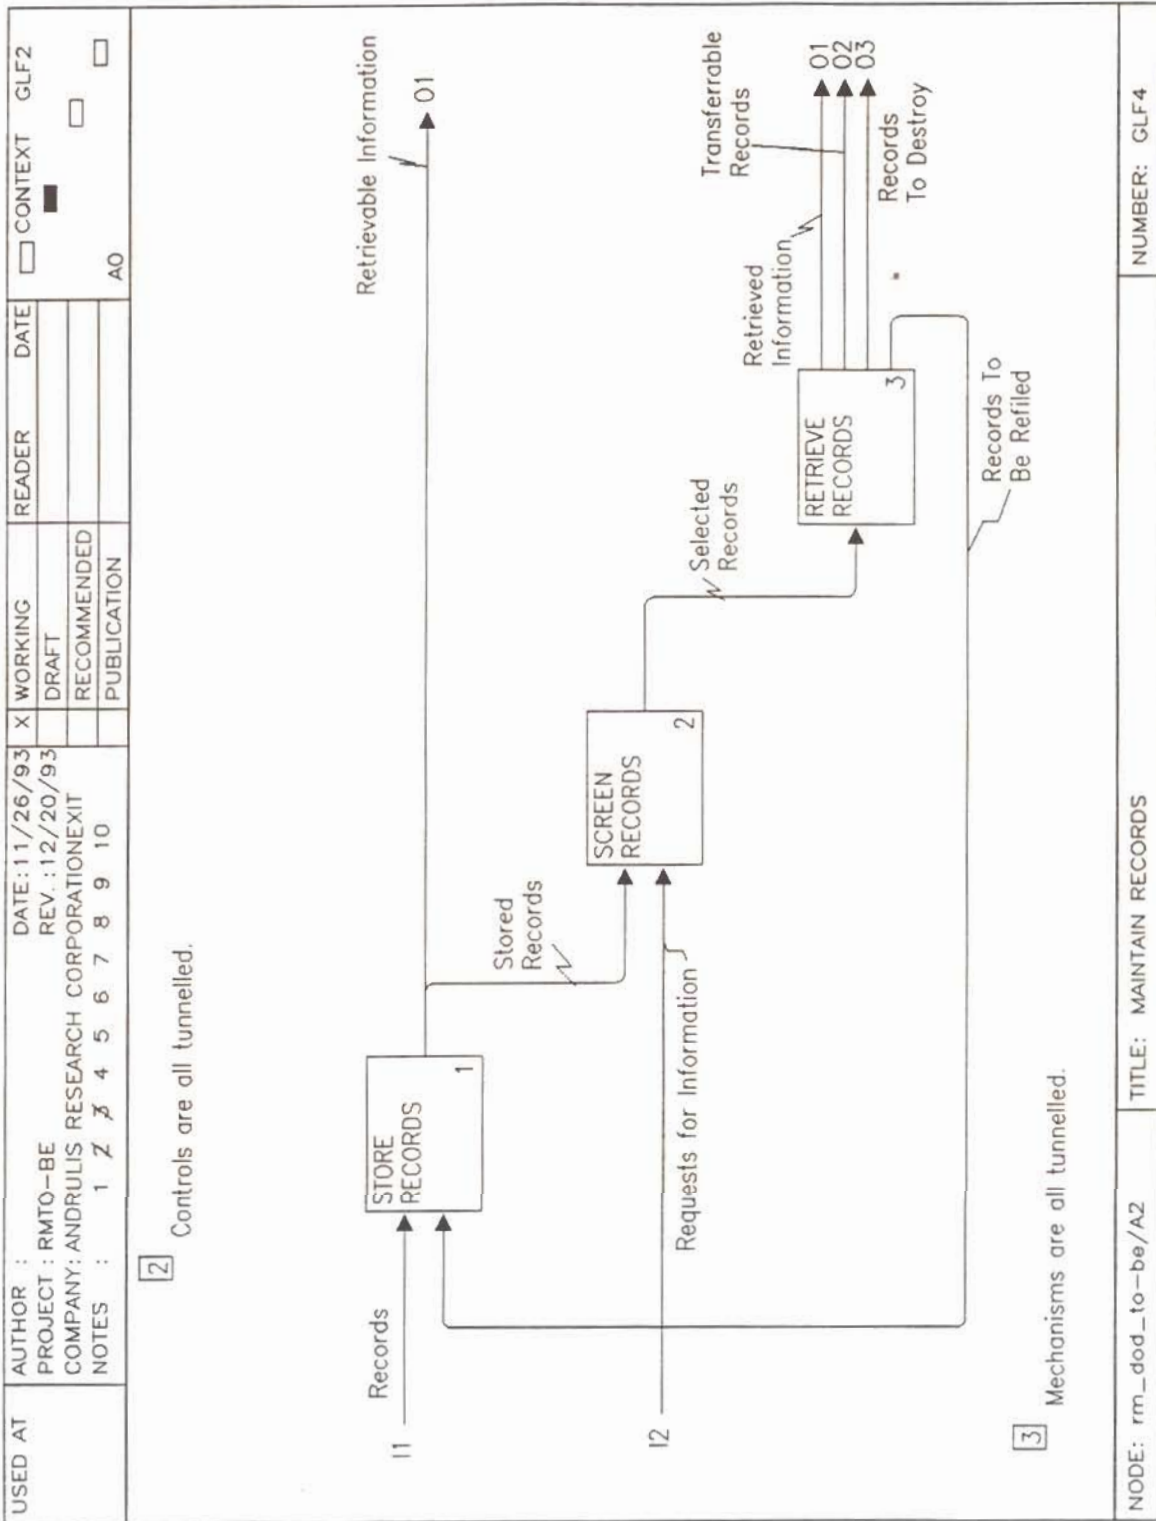 USED AT
AUTHOR :
DATE:11/26/93
X
WORKING
READER
DATE
CONTEXT
GLF2
PROJECT : RMTO-BE
REV.:12/20/93
DRAFT
COMPANY: ANDRULIS RESEARCH CORPORATIONEXIT
RECOMMENDED
NOTES : 1 2 3 4 5 6 7 8 9 10
PUBLICATION
A0
2
Controls are all tunnelled.
Retrievable Information
I1
Records
STORE
RECORDS
1
O1
Stored
Records
SCREEN
RECORDS
2
I2
Requests for Information
Selected
Records
Transferrable
Records
Retrieved
Information
RETRIEVE
RECORDS
3
O1
O2
O3
Records
To Destroy
Records To
Be Refiled
3
Mechanisms are all tunnelled.
NODE: rm_dod_to-be/A2
TITLE: MAINTAIN RECORDS
NUMBER: GLF4